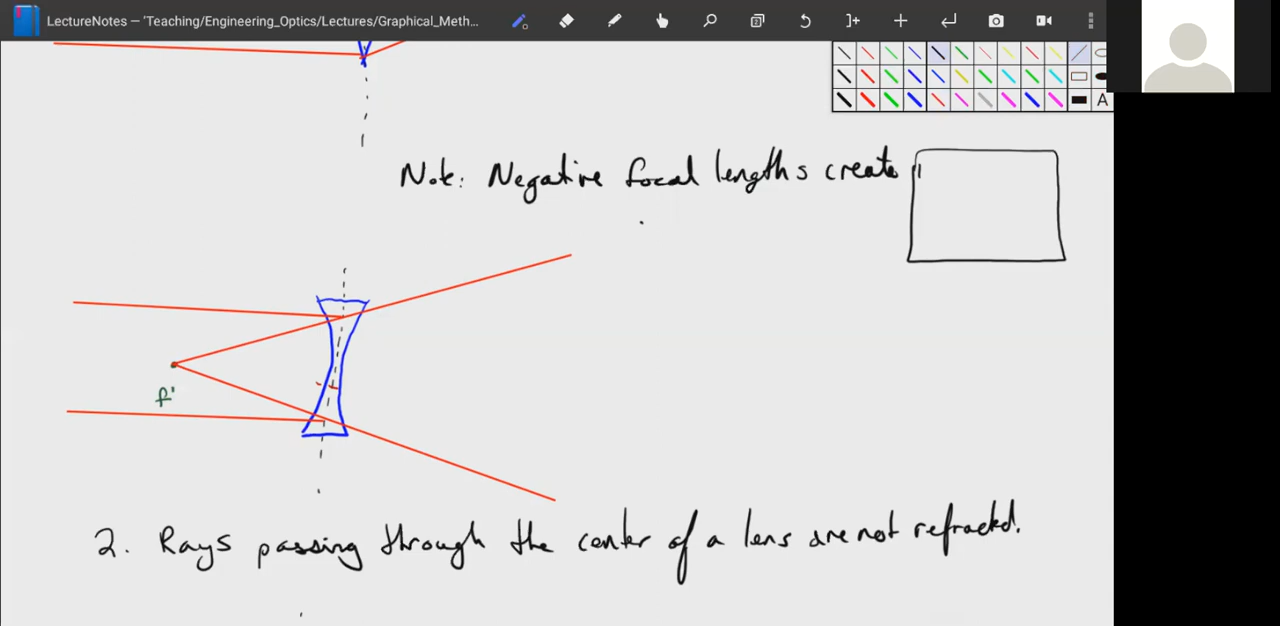 LectureNotes — 'Teaching/Engineering_Optics/Lectures/Graphical_Meth...
A
Note: Negative focal lengths create
f'
2. Rays passing through the center of a lens are not refracted.